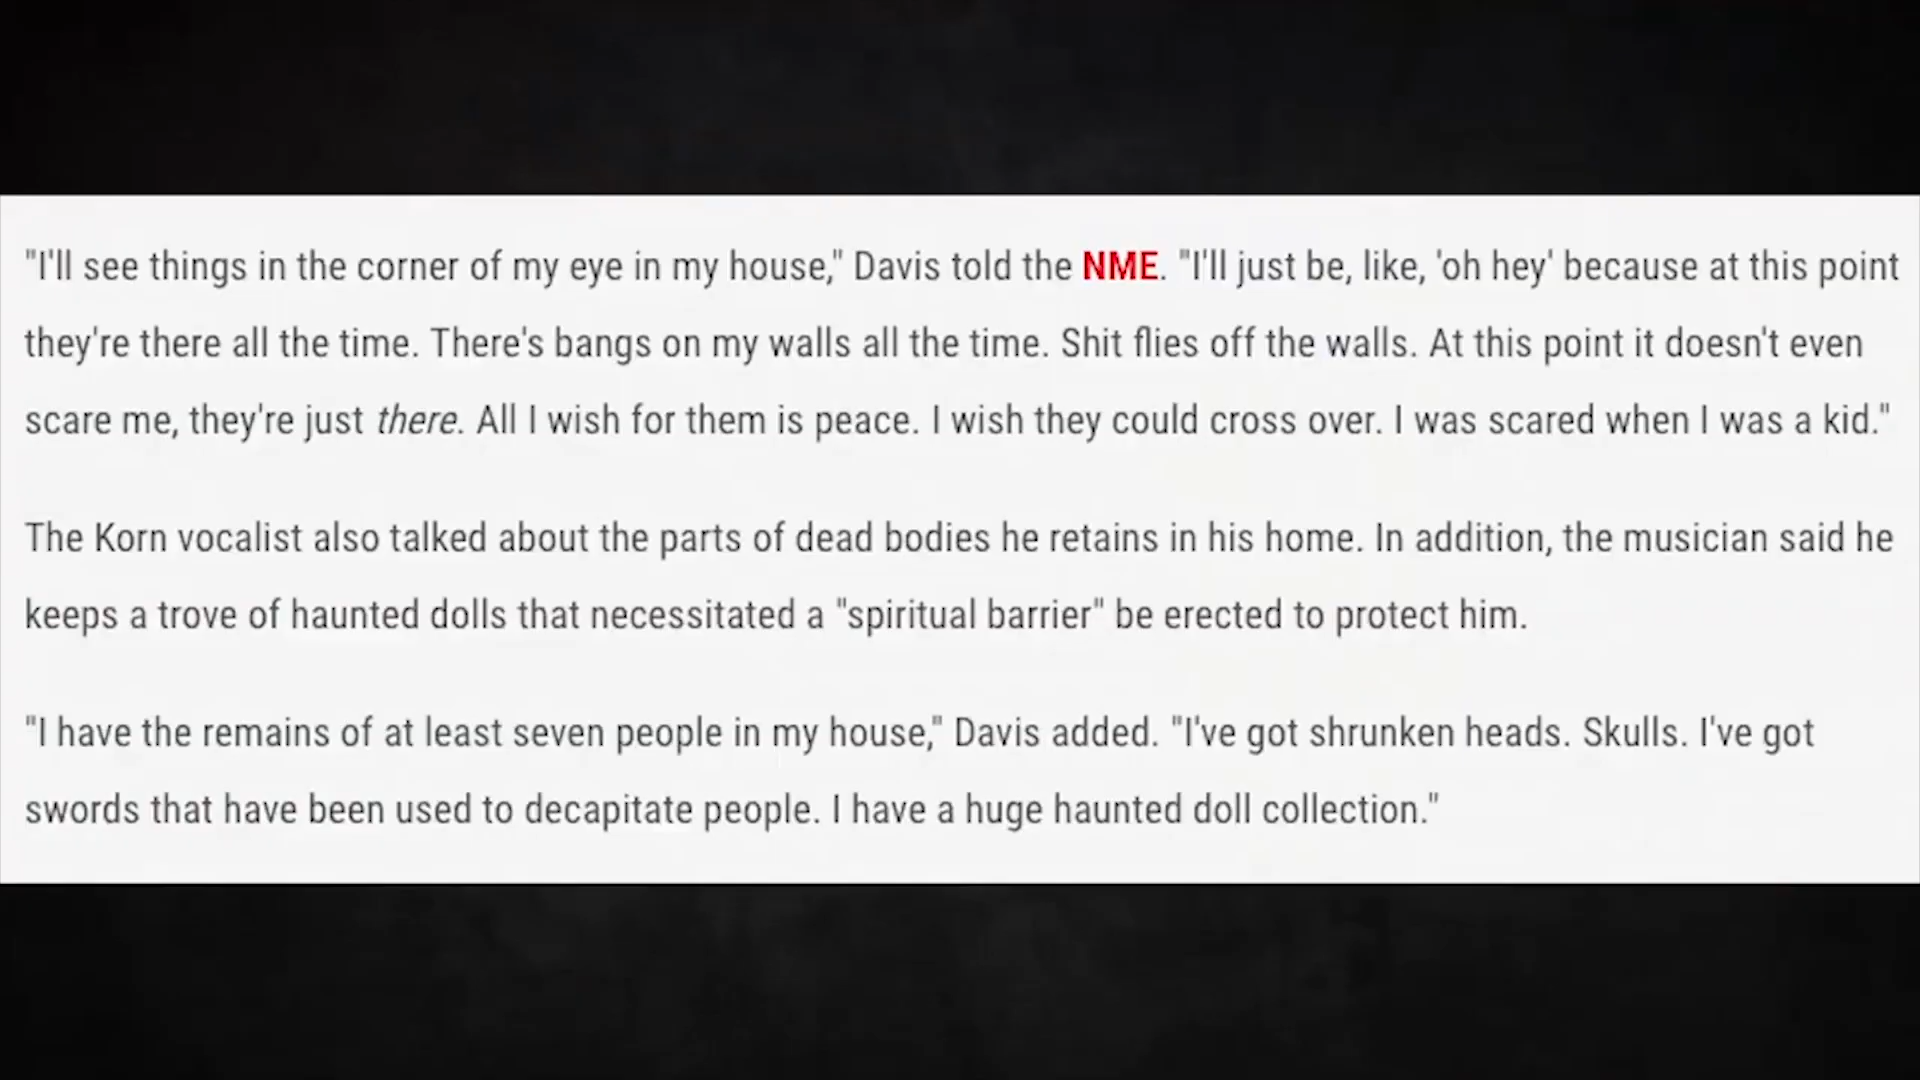 "I'll see things in the corner of my eye in my house," Davis told the NME. "I'll just be, like, 'oh hey' because at this point
they're there all the time. There's bangs on my walls all the time. Shit flies off the walls. At this point it doesn't even
scare me, they're just there. All I wish for them is peace. I wish they could cross over. I was scared when I was a kid."
The Korn vocalist also talked about the parts of dead bodies he retains in his home. In addition, the musician said he
keeps a trove of haunted dolls that necessitated a "spiritual barrier" be erected to protect him.
"I have the remains of at least seven people in my house," Davis added. "I've got shrunken heads. Skulls. I've got
swords that have been used to decapitate people. I have a huge haunted doll collection."